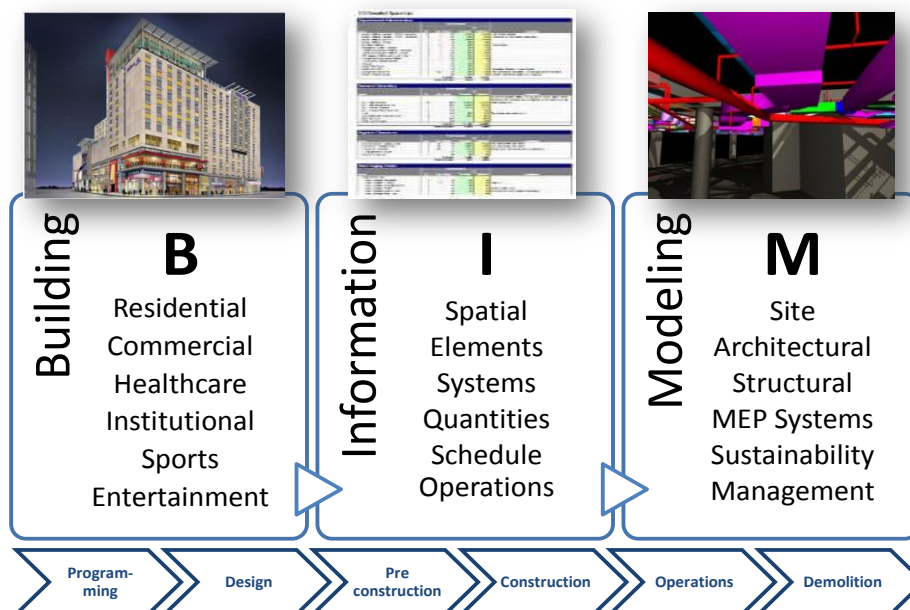 Building
B
Residential
Commercial
Healthcare
Institutional
Sports
Entertainment
Information
I
Spatial
Elements
Systems
Quantities
Schedule
Operations
Modeling
M
Site
Architectural
Structural
MEP Systems
Sustainability
Management
Program-
ming
Design
Pre
construction
Construction
Operations
Demolition